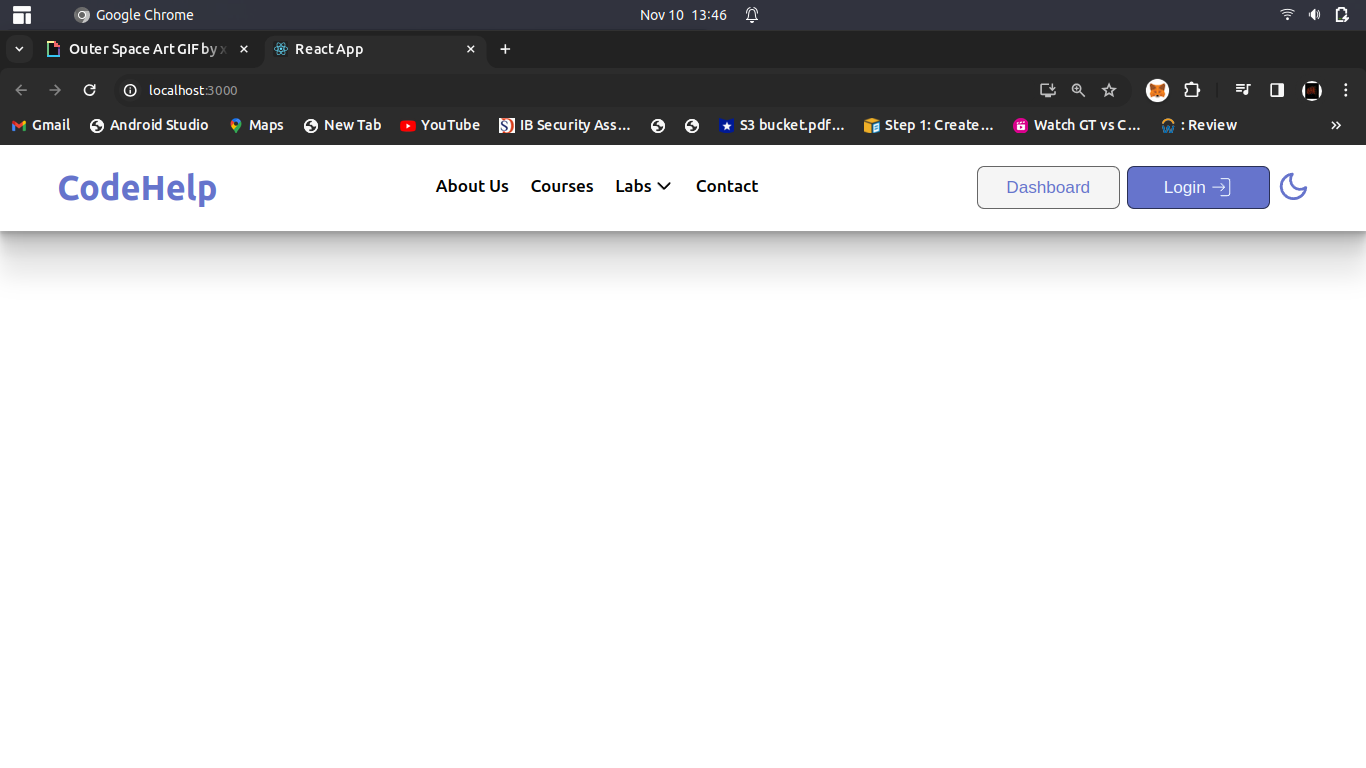 Google Chrome Nov 10 13:46
Outer Space Art GIF by x React App
localhost:3000
Gmail Android Studio Maps New Tab YouTube IB Security Ass... S3 bucket.pdf... Step 1: Create... Watch GT vs C... : Review
CodeHelp About Us Courses Labs Contact Dashboard Login